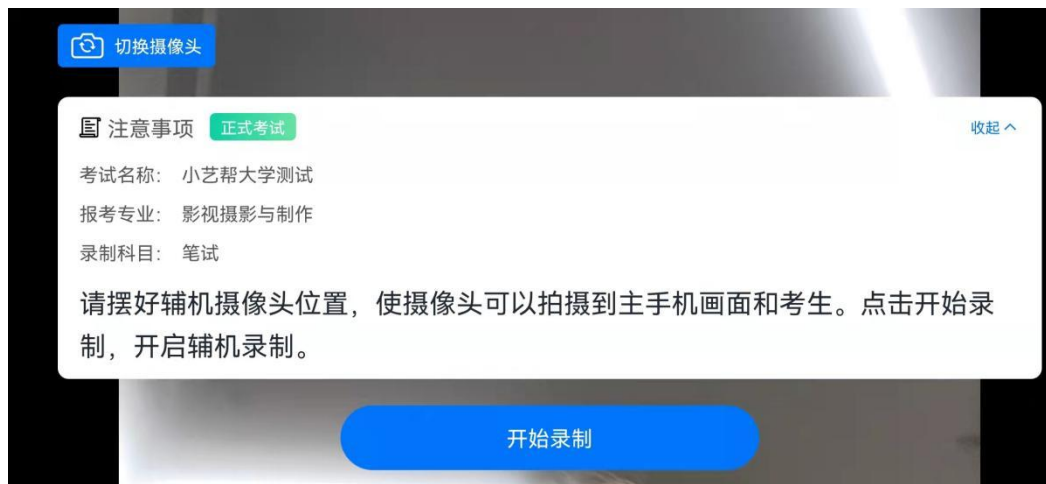 切换摄像头
注意事项 正式考试 收起
考试名称: 小艺帮大学测试
报考专业: 影视摄影与制作
录制科目: 笔试
请摆好辅机摄像头位置，使摄像头可以拍摄到主手机画面和考生。点击开始录
制，开启辅机录制。
开始录制